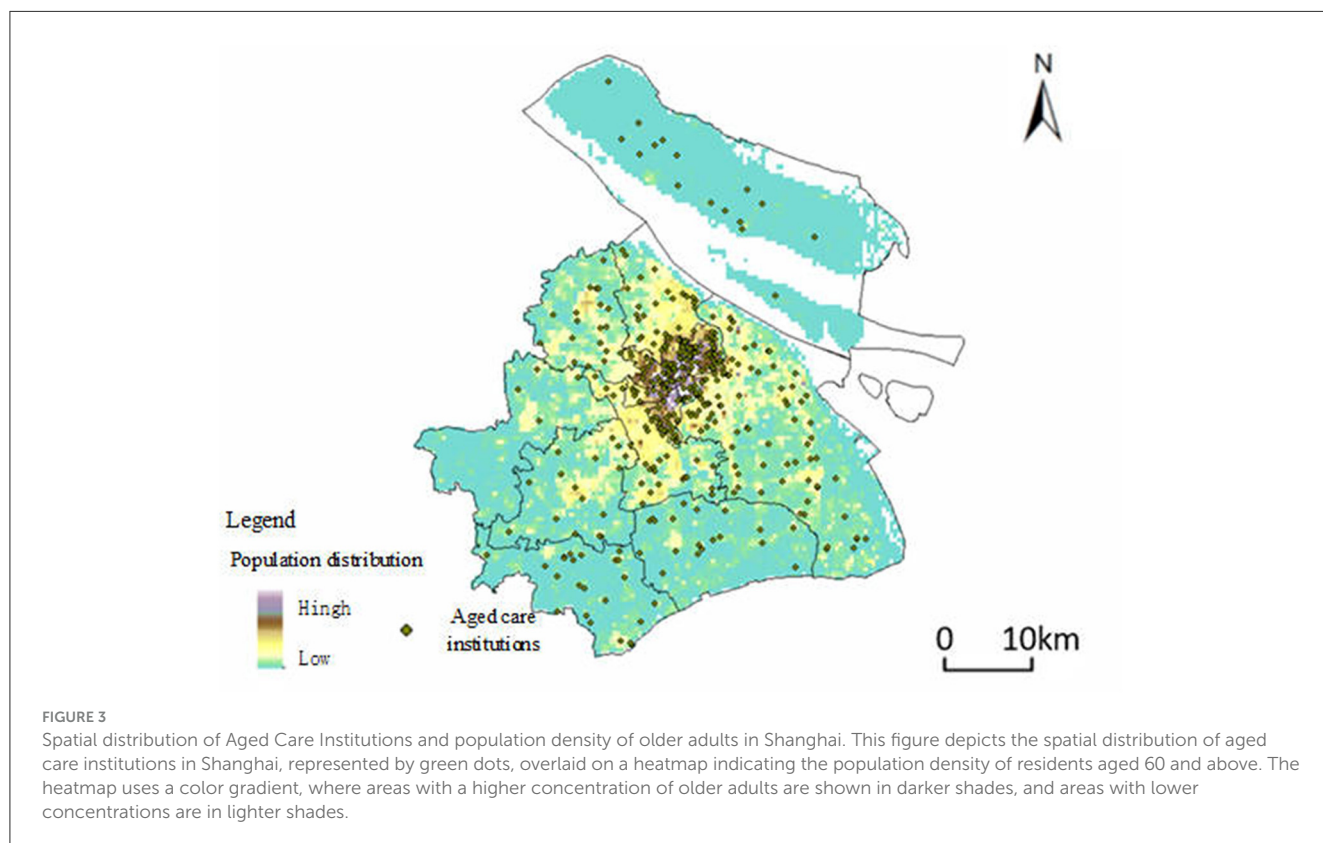 N
Legend
Population distribution
Hingh
Low
Aged care
institutions
0 10km
FIGURE 3
Spatial distribution of Aged Care Institutions and population density of older adults in Shanghai. This figure depicts the spatial distribution of aged
care institutions in Shanghai, represented by green dots, overlaid on a heatmap indicating the population density of residents aged 60 and above. The
heatmap uses a color gradient, where areas with a higher concentration of older adults are shown in darker shades, and areas with lower
concentrations are in lighter shades.